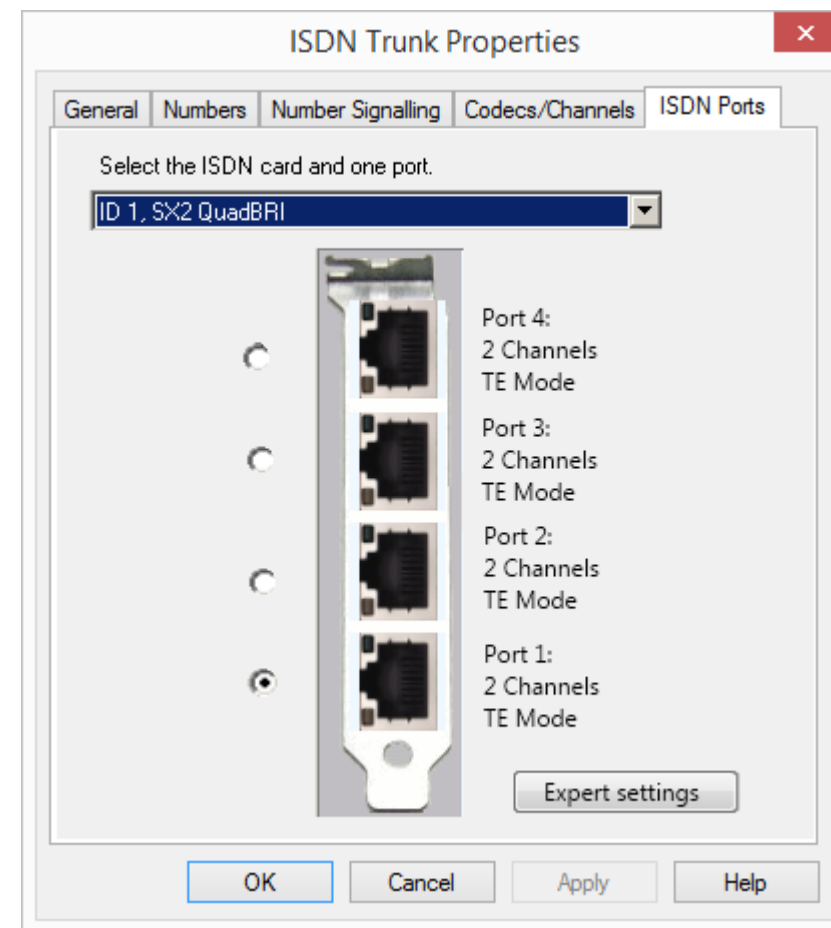 ISDN Trunk Properties
General Numbers Number Signalling Codecs/Channels ISDN Ports
Select the ISDN card and one port.
ID 1, SX2 QuadBRI
Port 4:
2 Channels
TE Mode
Port 3:
2 Channels
TE Mode
Port 2:
2 Channels
TE Mode
Port 1:
2 Channels
TE Mode
Expert settings
OK Cancel Apply Help